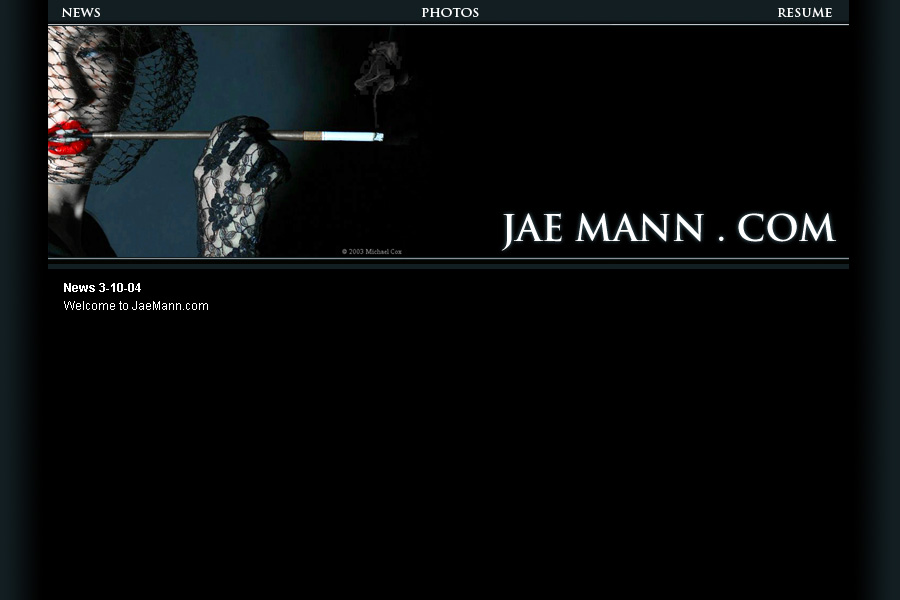 NEWS PHOTOS RESUME
© 2003 Michael Cox
JAE MANN . COM
News 3-10-04
Welcome to JaeMann.com